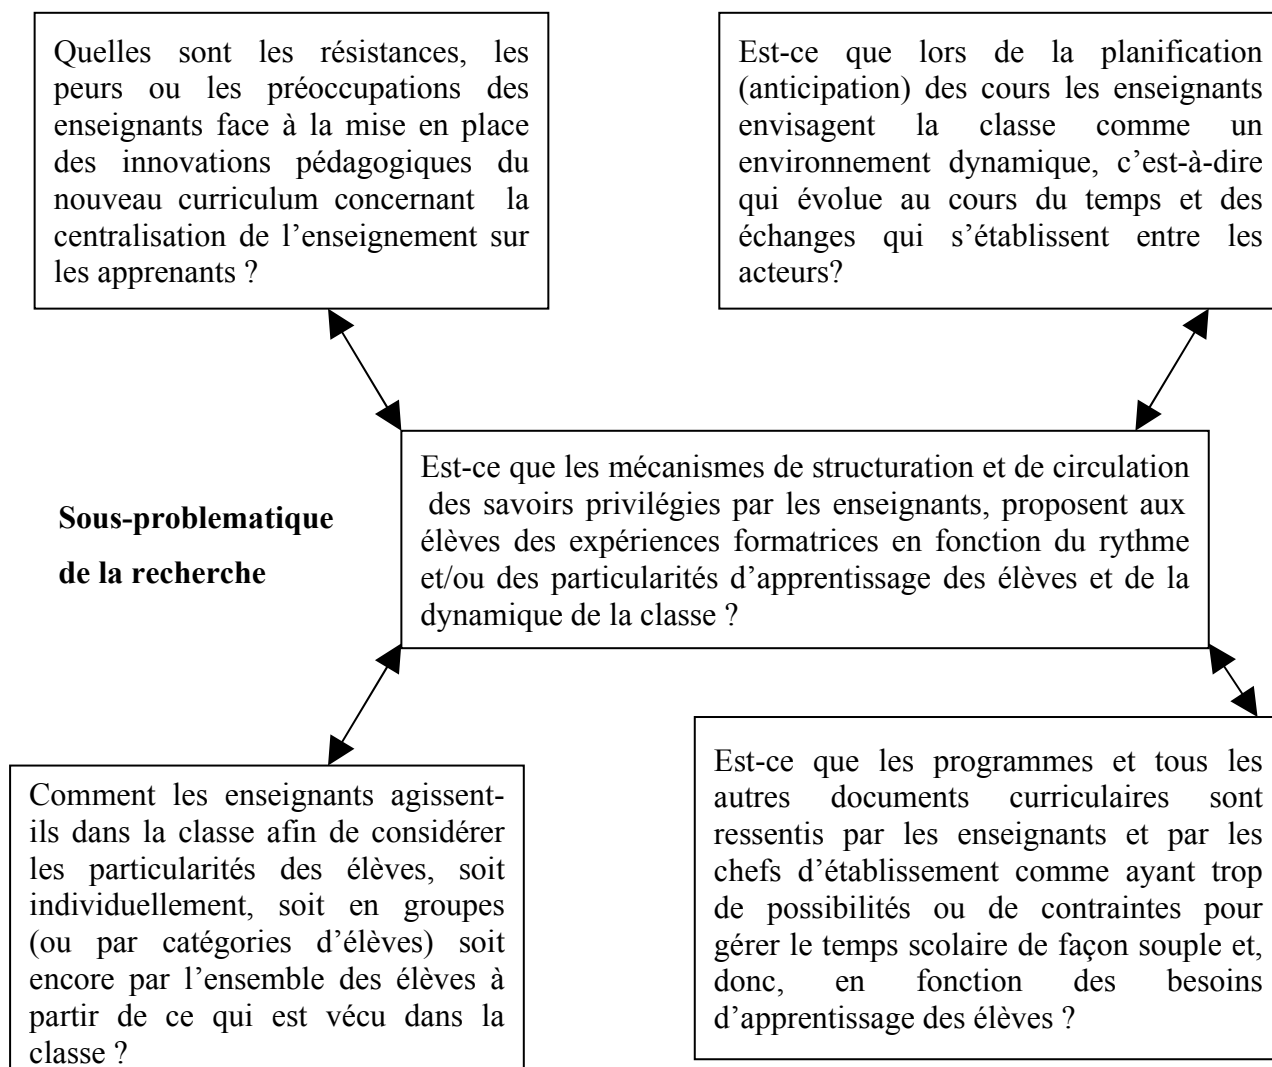 Quelles sont les résistances, les
peurs ou les préoccupations des
enseignants face à la mise en place
des innovations pédagogiques du
nouveau curriculum concernant la
centralisation de l'enseignement sur
les apprenants ?
Est-ce que lors de la planification
(anticipation) des cours les enseignants
envisagent la classe comme un
environnement dynamique, c'est-à-dire
qui évolue au cours du temps et des
échanges qui s'établissent entre les
acteurs?
Sous-problematique
de la recherche
Est-ce que les mécanismes de structuration et de circulation
des savoirs privilégies par les enseignants, proposent aux
élèves des expériences formatrices en fonction du rythme
et/ou des particularités d'apprentissage des élèves et de la
dynamique de la classe ?
Comment les enseignants agissent-
ils dans la classe afin de considérer
les particularités des élèves, soit
individuellement, soit en groupes
(ou par catégories d'élèves) soit
encore par l'ensemble des élèves à
partir de ce qui est vécu dans la
classe ?
Est-ce que les programmes et tous les
autres documents curriculaires sont
ressentis par les enseignants et par les
chefs d'établissement comme ayant trop
de possibilités ou de contraintes pour
gérer le temps scolaire de façon souple et,
donc, en fonction des besoins
d'apprentissage des élèves ?